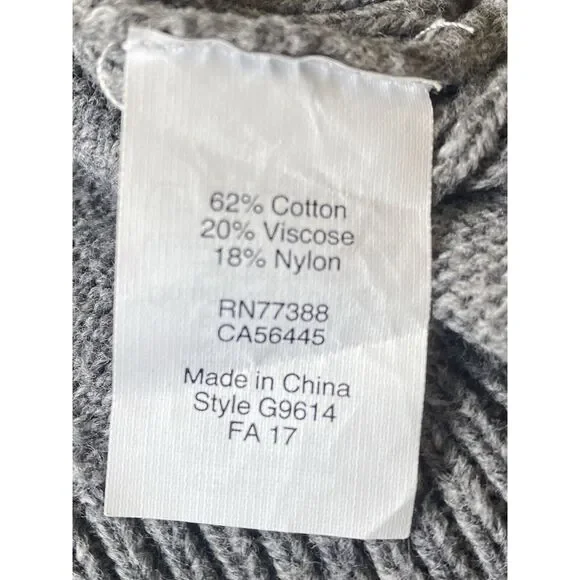 62% Cotton
20% Viscose
18% Nylon
RN77388
CA56445
Made in China
Style G9614
FA 17